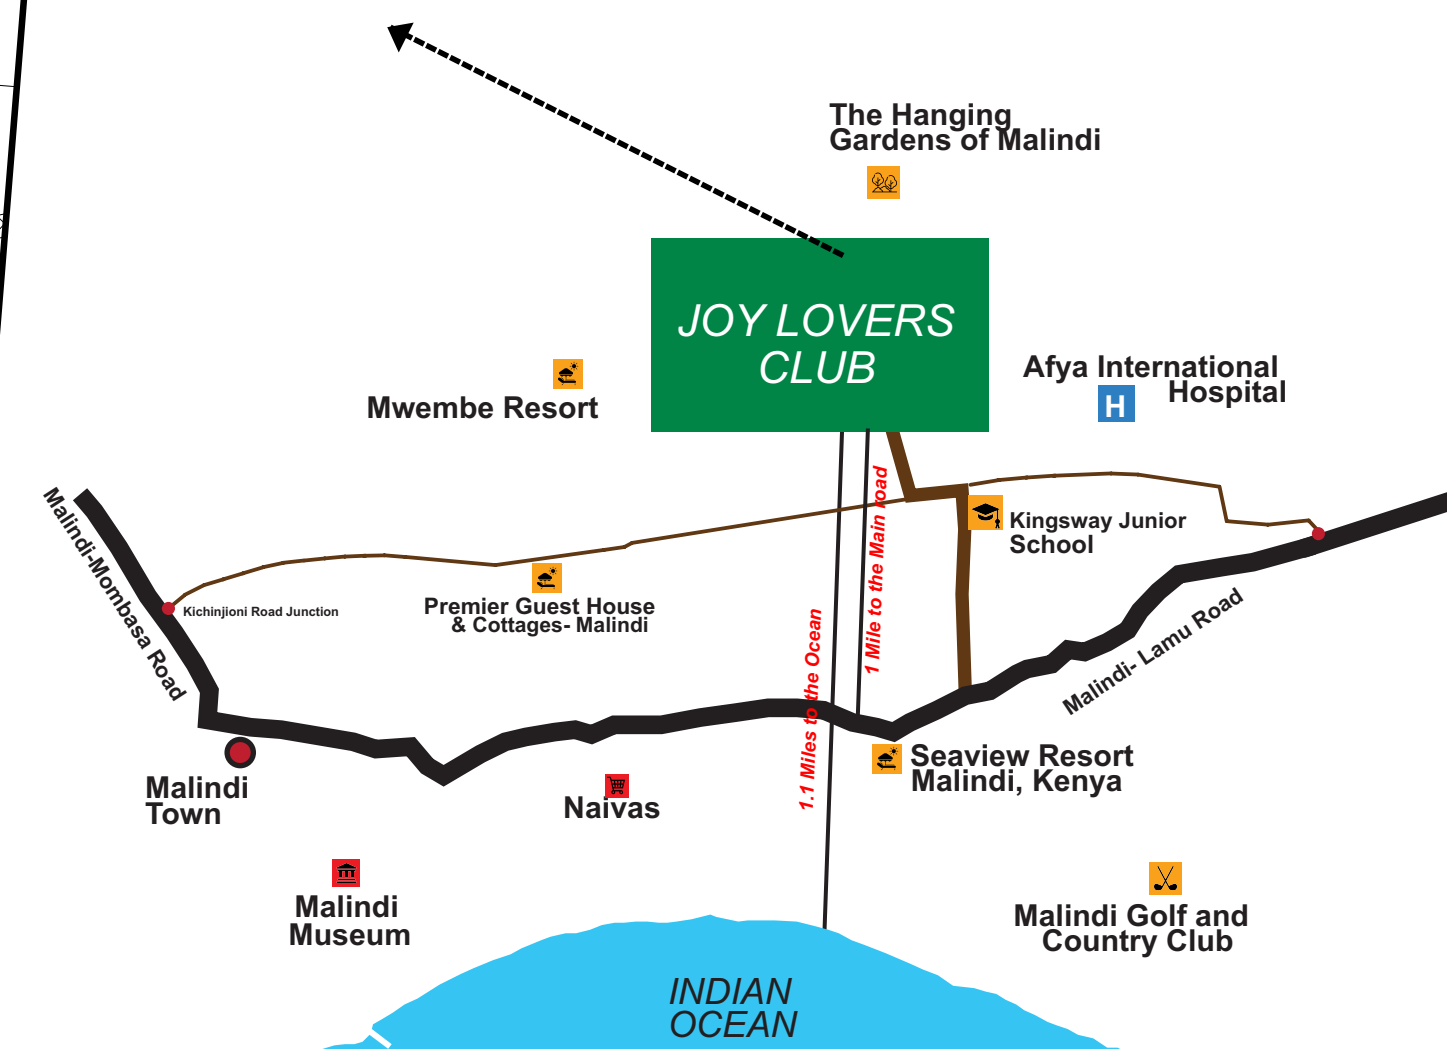 The Hanging
Gardens of Malindi
JOY LOVERS
CLUB
Afya International
Hospital
H
Mwembe Resort
Malindi-Mombasa Road
Kichinjioni Road Junction
Premier Guest House
& Cottages- Malindi
1 Mile to the Main road
1.1 Miles to the Ocean
Kingsway Junior
School
Malindi- Lamu Road
Seaview Resort
Malindi, Kenya
Malindi
Town
Naivas
Malindi
Museum
Malindi Golf and
Country Club
INDIAN
OCEAN